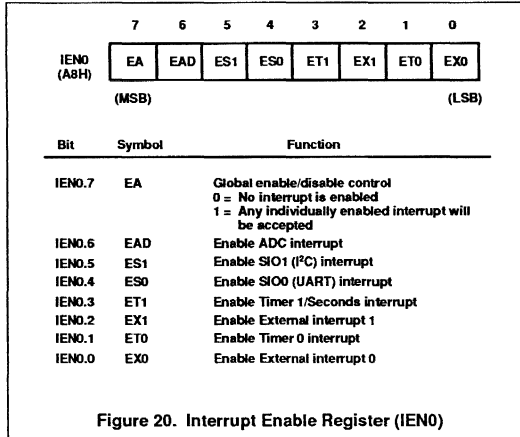 7 6 5 4 3 2 1 0
IEN0 (A8H) EA EAD ES1 ES0 ET1 EX1 ET0 EX0
(MSB) (LSB)
Bit Symbol Function
IEN0.7 EA Global enable/disable control
0 = No interrupt is enabled
1 = Any individually enabled interrupt will
be accepted
IEN0.6 EAD Enable ADC interrupt
IEN0.5 ES1 Enable SIO1 (I²C) interrupt
IEN0.4 ES0 Enable SIO0 (UART) interrupt
IEN0.3 ET1 Enable Timer 1/Seconds interrupt
IEN0.2 EX1 Enable External interrupt 1
IEN0.1 ET0 Enable Timer 0 interrupt
IEN0.0 EX0 Enable External interrupt 0
Figure 20. Interrupt Enable Register (IEN0)